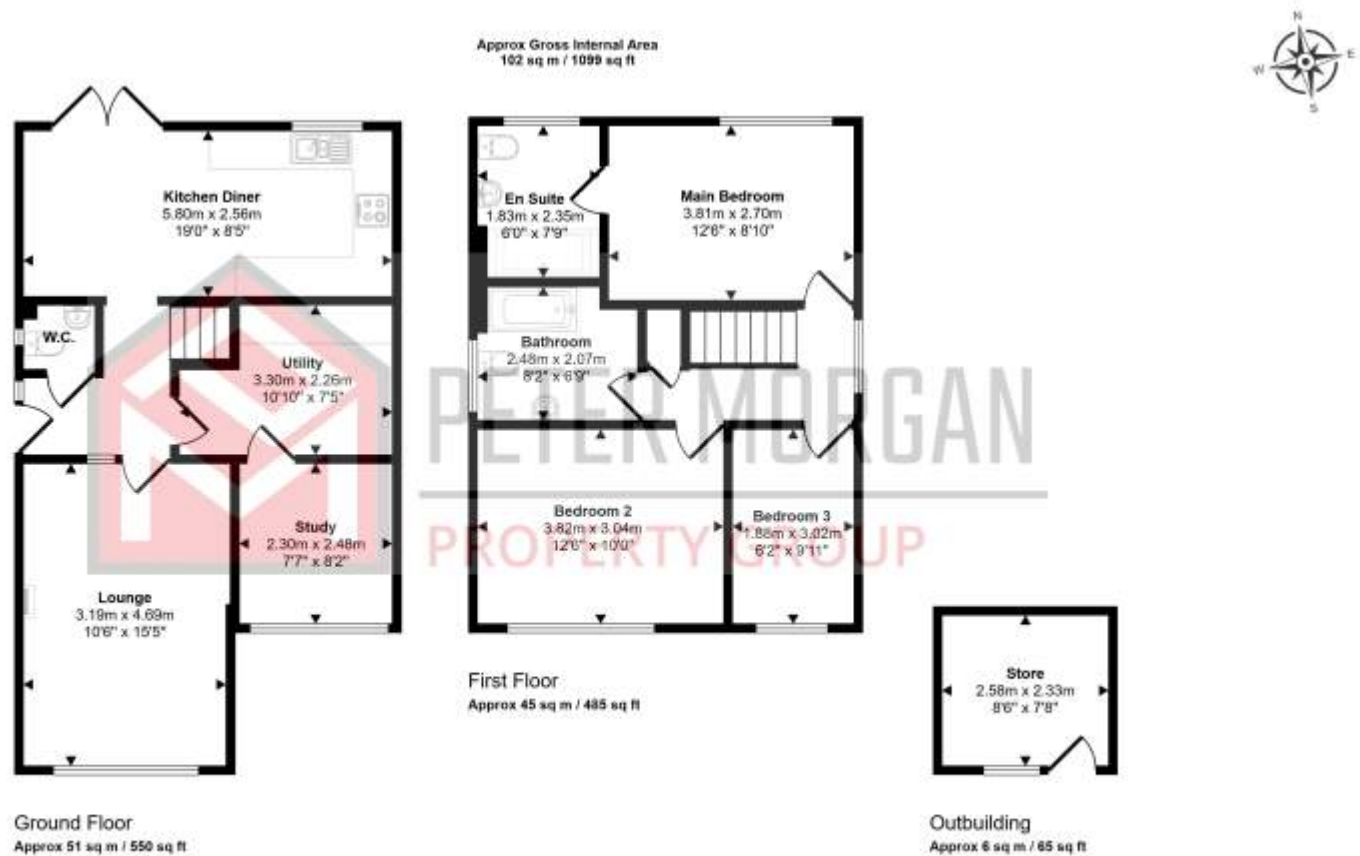 Approx Gross Internal Area
102 sq m / 1099 sq ft
N
W
E
S
Kitchen Diner
5.80m x 2.56m
19'0" x 8'5"
W.C.
Utility
3.30m x 2.26m
10'10" x 7'5"
Study
2.30m x 2.48m
7'7" x 8'2"
Lounge
3.19m x 4.69m
10'6" x 15'5"
Ground Floor
Approx 51 sq m / 550 sq ft
En Suite
1.83m x 2.35m
6'0" x 7'9"
Main Bedroom
3.81m x 2.70m
12'6" x 8'10"
Bathroom
2.48m x 2.07m
8'2" x 6'9"
Bedroom 2
3.82m x 3.04m
12'6" x 10'0"
Bedroom 3
1.88m x 3.02m
6'2" x 9'11"
First Floor
Approx 45 sq m / 485 sq ft
PETER MORGAN
PROPERTY GROUP
Store
2.58m x 2.33m
8'6" x 7'8"
Outbuilding
Approx 6 sq m / 65 sq ft